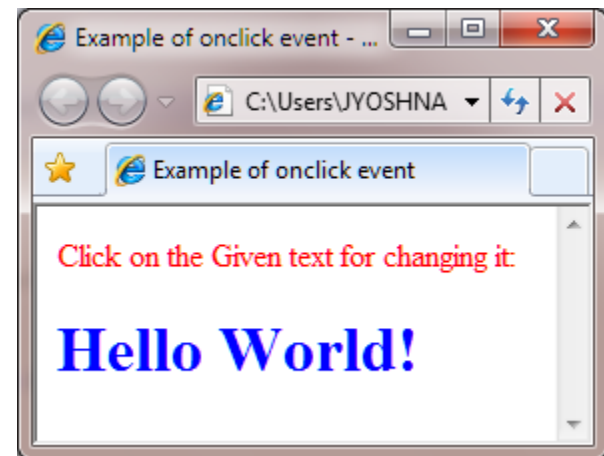 Example of onclick event - ...
C:\Users\JYOSHNA
Example of onclick event
Click on the Given text for changing it:
Hello World!